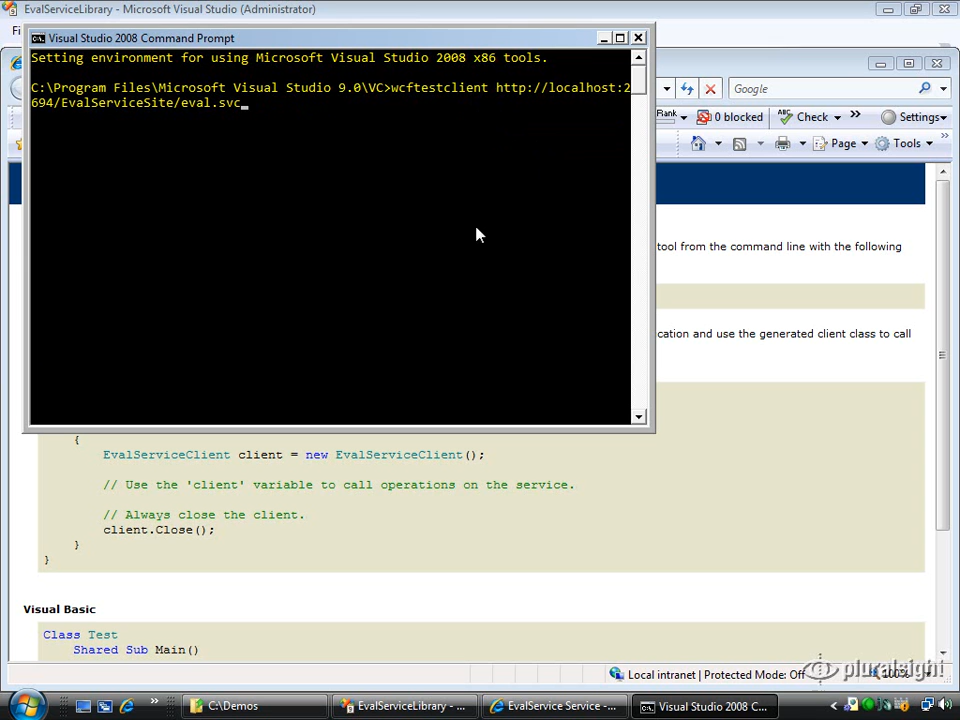 EvalServiceLibrary - Microsoft Visual Studio (Administrator)
Fi
Visual Studio 2008 Command Prompt
Setting environment for using Microsoft Visual Studio 2008 x86 tools.
C:\Program Files\Microsoft Visual Studio 9.0\VC>wcftestclient http://localhost:2
694/EvalServiceSite/eval.svc
Google
Rank
0 blocked
Check
Settings
Page
Tools
tool from the command line with the following
cation and use the generated client class to call
{
EvalServiceClient client = new EvalServiceClient();
// Use the 'client' variable to call operations on the service.
// Always close the client.
client.Close();
}
}
Visual Basic
Class Test
Shared Sub Main()
Local intranet | Protected Mode: Off
100%
pluralsight
C:\Demos
EvalServiceLibrary - ...
EvalService Service - ...
Visual Studio 2008 C...